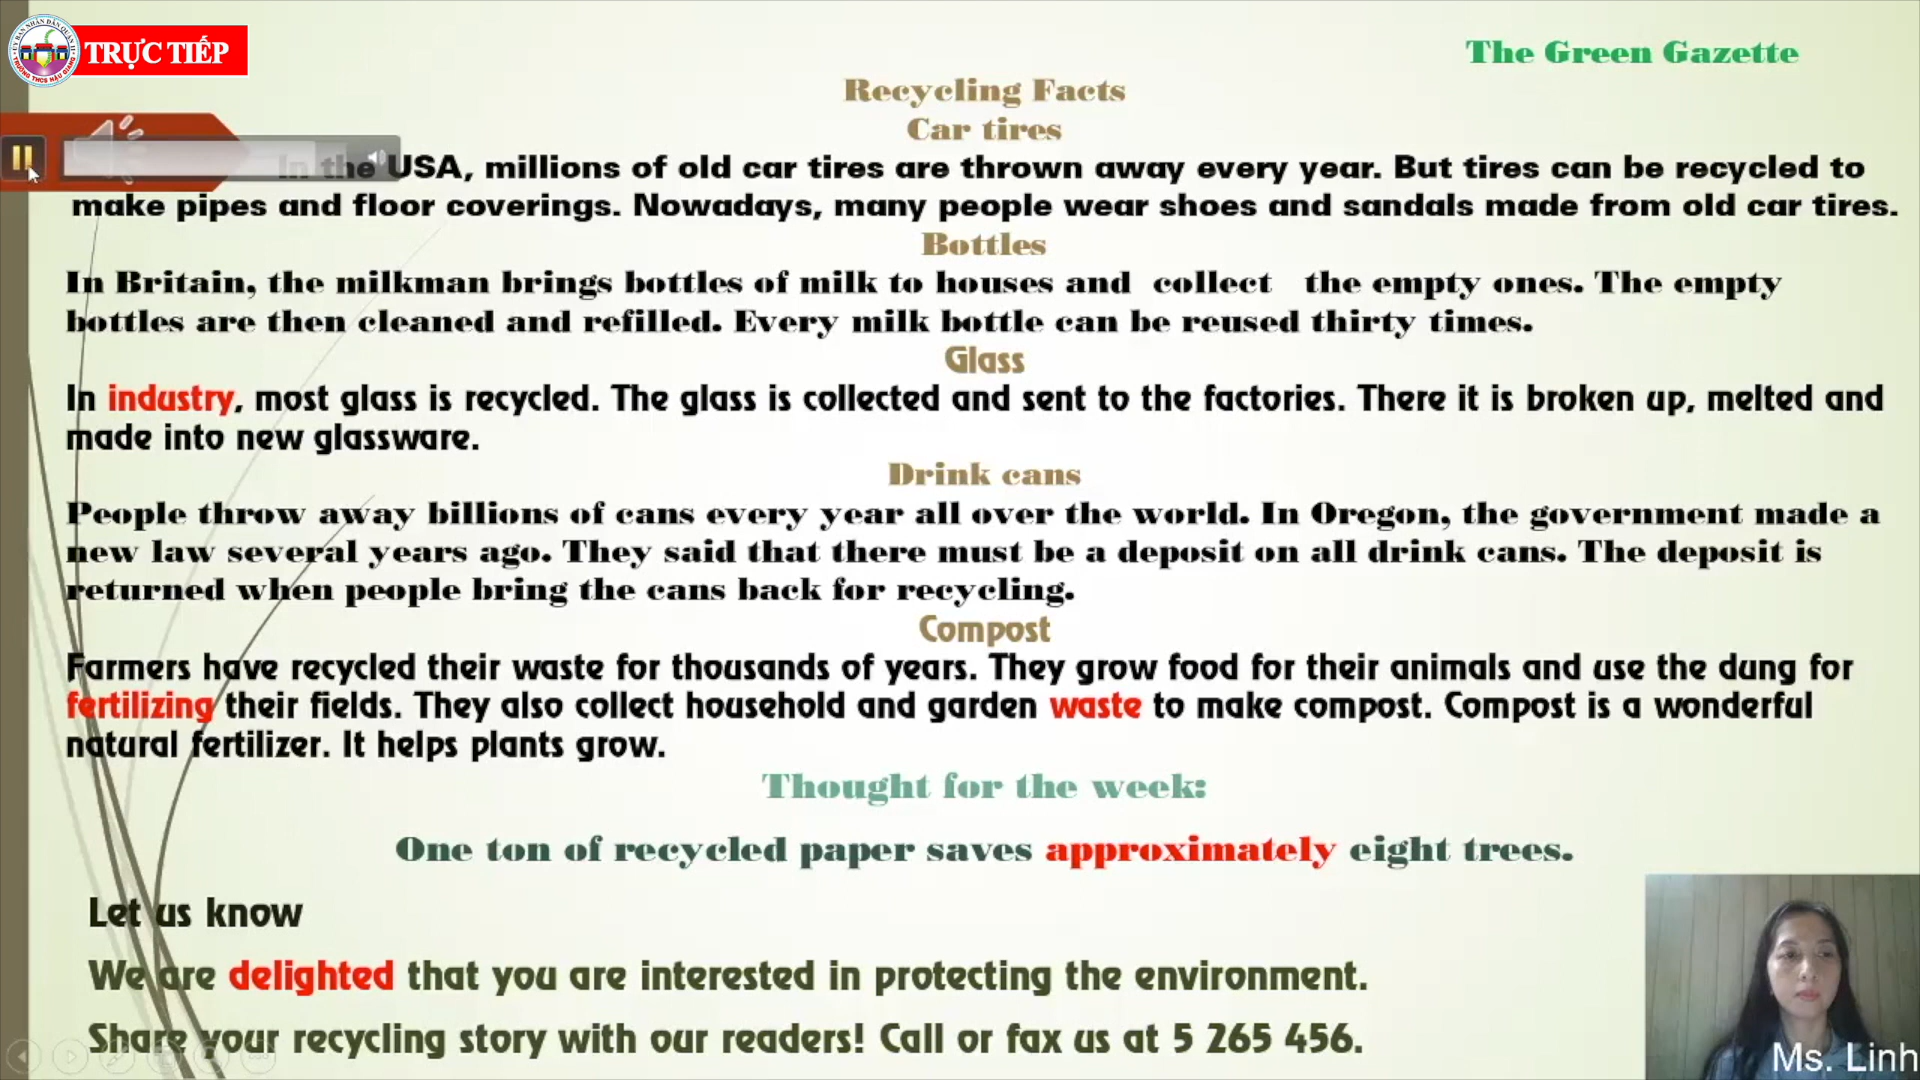 ỦY BAN NHÂN DÂN QUẬN 11
TRƯỜNG THCS HẬU GIANG
TRỰC TIẾP
The Green Gazette
Recycling Facts
Car tires
In the USA, millions of old car tires are thrown away every year. But tires can be recycled to
make pipes and floor coverings. Nowadays, many people wear shoes and sandals made from old car tires.
Bottles
In Britain, the milkman brings bottles of milk to houses and collect the empty ones. The empty
bottles are then cleaned and refilled. Every milk bottle can be reused thirty times.
Glass
In industry, most glass is recycled. The glass is collected and sent to the factories. There it is broken up, melted and
made into new glassware.
Drink cans
People throw away billions of cans every year all over the world. In Oregon, the government made a
new law several years ago. They said that there must be a deposit on all drink cans. The deposit is
returned when people bring the cans back for recycling.
Compost
Farmers have recycled their waste for thousands of years. They grow food for their animals and use the dung for
fertilizing their fields. They also collect household and garden waste to make compost. Compost is a wonderful
natural fertilizer. It helps plants grow.
Thought for the week:
One ton of recycled paper saves approximately eight trees.
Let us know
We are delighted that you are interested in protecting the environment.
Share your recycling story with our readers! Call or fax us at 5 265 456.
Ms. Linh